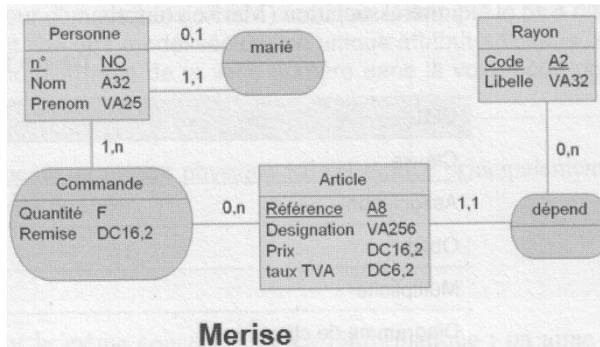 Personne
n° NO
Nom A32
Prenom VA25
0,1
marié
1,1
Rayon
Code A2
Libelle VA32
1,n
0,n
Commande
Quantité F
Remise DC16,2
0,n
Article
Référence A8
Designation VA256
Prix DC16,2
taux TVA DC6,2
1,1
dépend
Merise